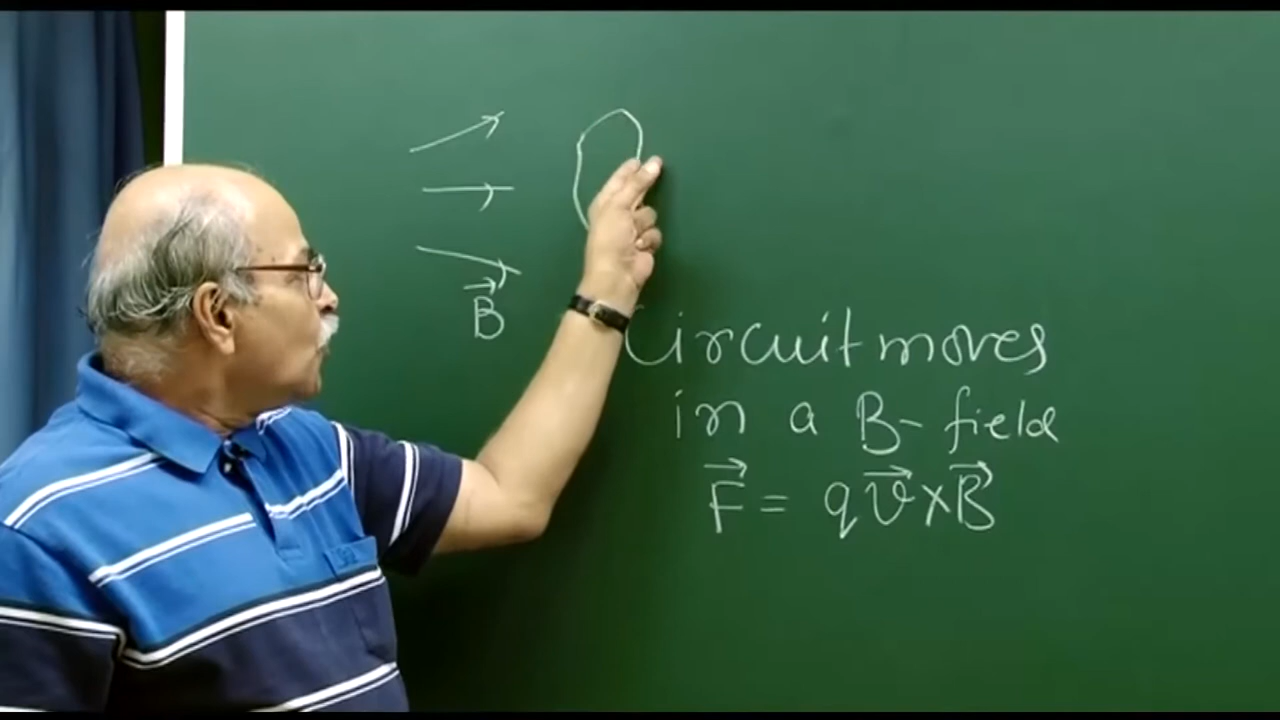 B⃗
Circuit moves
in a B-field
F⃗ = q v⃗ × B⃗